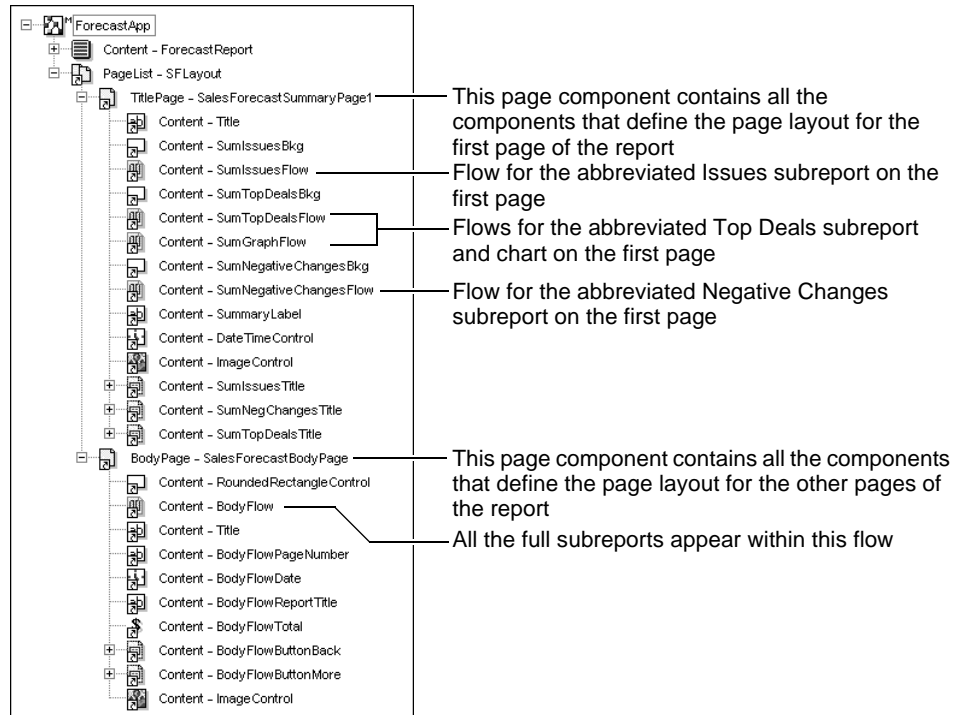 ForecastApp
Content - ForecastReport
PageList - SFLayout
TitlePage - SalesForecastSummaryPage1
Content - Title
Content - SumIssuesBkg
Content - SumIssuesFlow
Content - SumTopDealsBkg
Content - SumTopDealsFlow
Content - SumGraphFlow
Content - SumNegativeChangesBkg
Content - SumNegativeChangesFlow
Content - SummaryLabel
Content - DateTimeControl
Content - ImageControl
Content - SumIssuesTitle
Content - SumNegChangesTitle
Content - SumTopDealsTitle
BodyPage - SalesForecastBodyPage
Content - RoundedRectangleControl
Content - BodyFlow
Content - Title
Content - BodyFlowPageNumber
Content - BodyFlowDate
Content - BodyFlowReportTitle
Content - BodyFlowTotal
Content - BodyFlowButtonBack
Content - BodyFlowButtonMore
Content - ImageControl
This page component contains all the
components that define the page layout for the
first page of the report
Flow for the abbreviated Issues subreport on the
first page
Flows for the abbreviated Top Deals subreport
and chart on the first page
Flow for the abbreviated Negative Changes
subreport on the first page
This page component contains all the components
that define the page layout for the other pages of
the report
All the full subreports appear within this flow